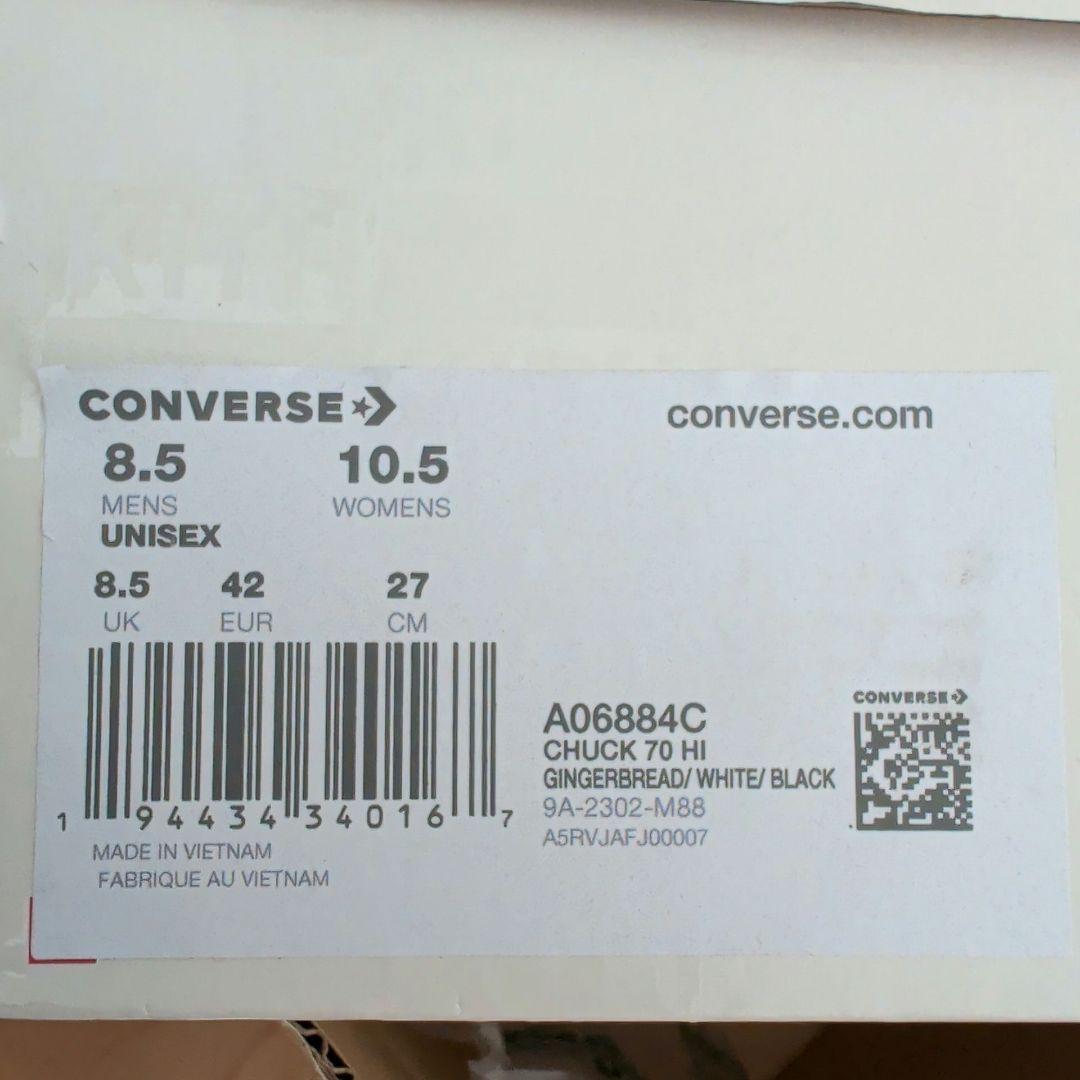 CONVERSE
converse.com
8.5 10.5
MENS WOMENS
UNISEX
8.5 42 27
UK EUR CM
1 94434 34016 7
MADE IN VIETNAM
FABRIQUE AU VIETNAM
A06884C
CHUCK 70 HI
GINGERBREAD/ WHITE/ BLACK
9A-2302-M88
A5RVJAFJ00007
CONVERSE